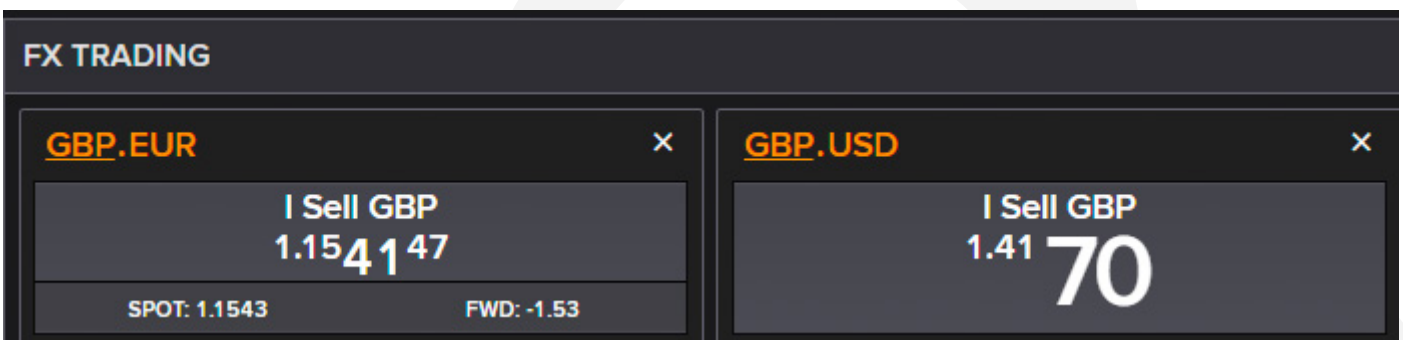 FX TRADING
GBP.EUR ×
I Sell GBP
1.154147
SPOT: 1.1543 FWD: -1.53
GBP.USD ×
I Sell GBP
1.4170